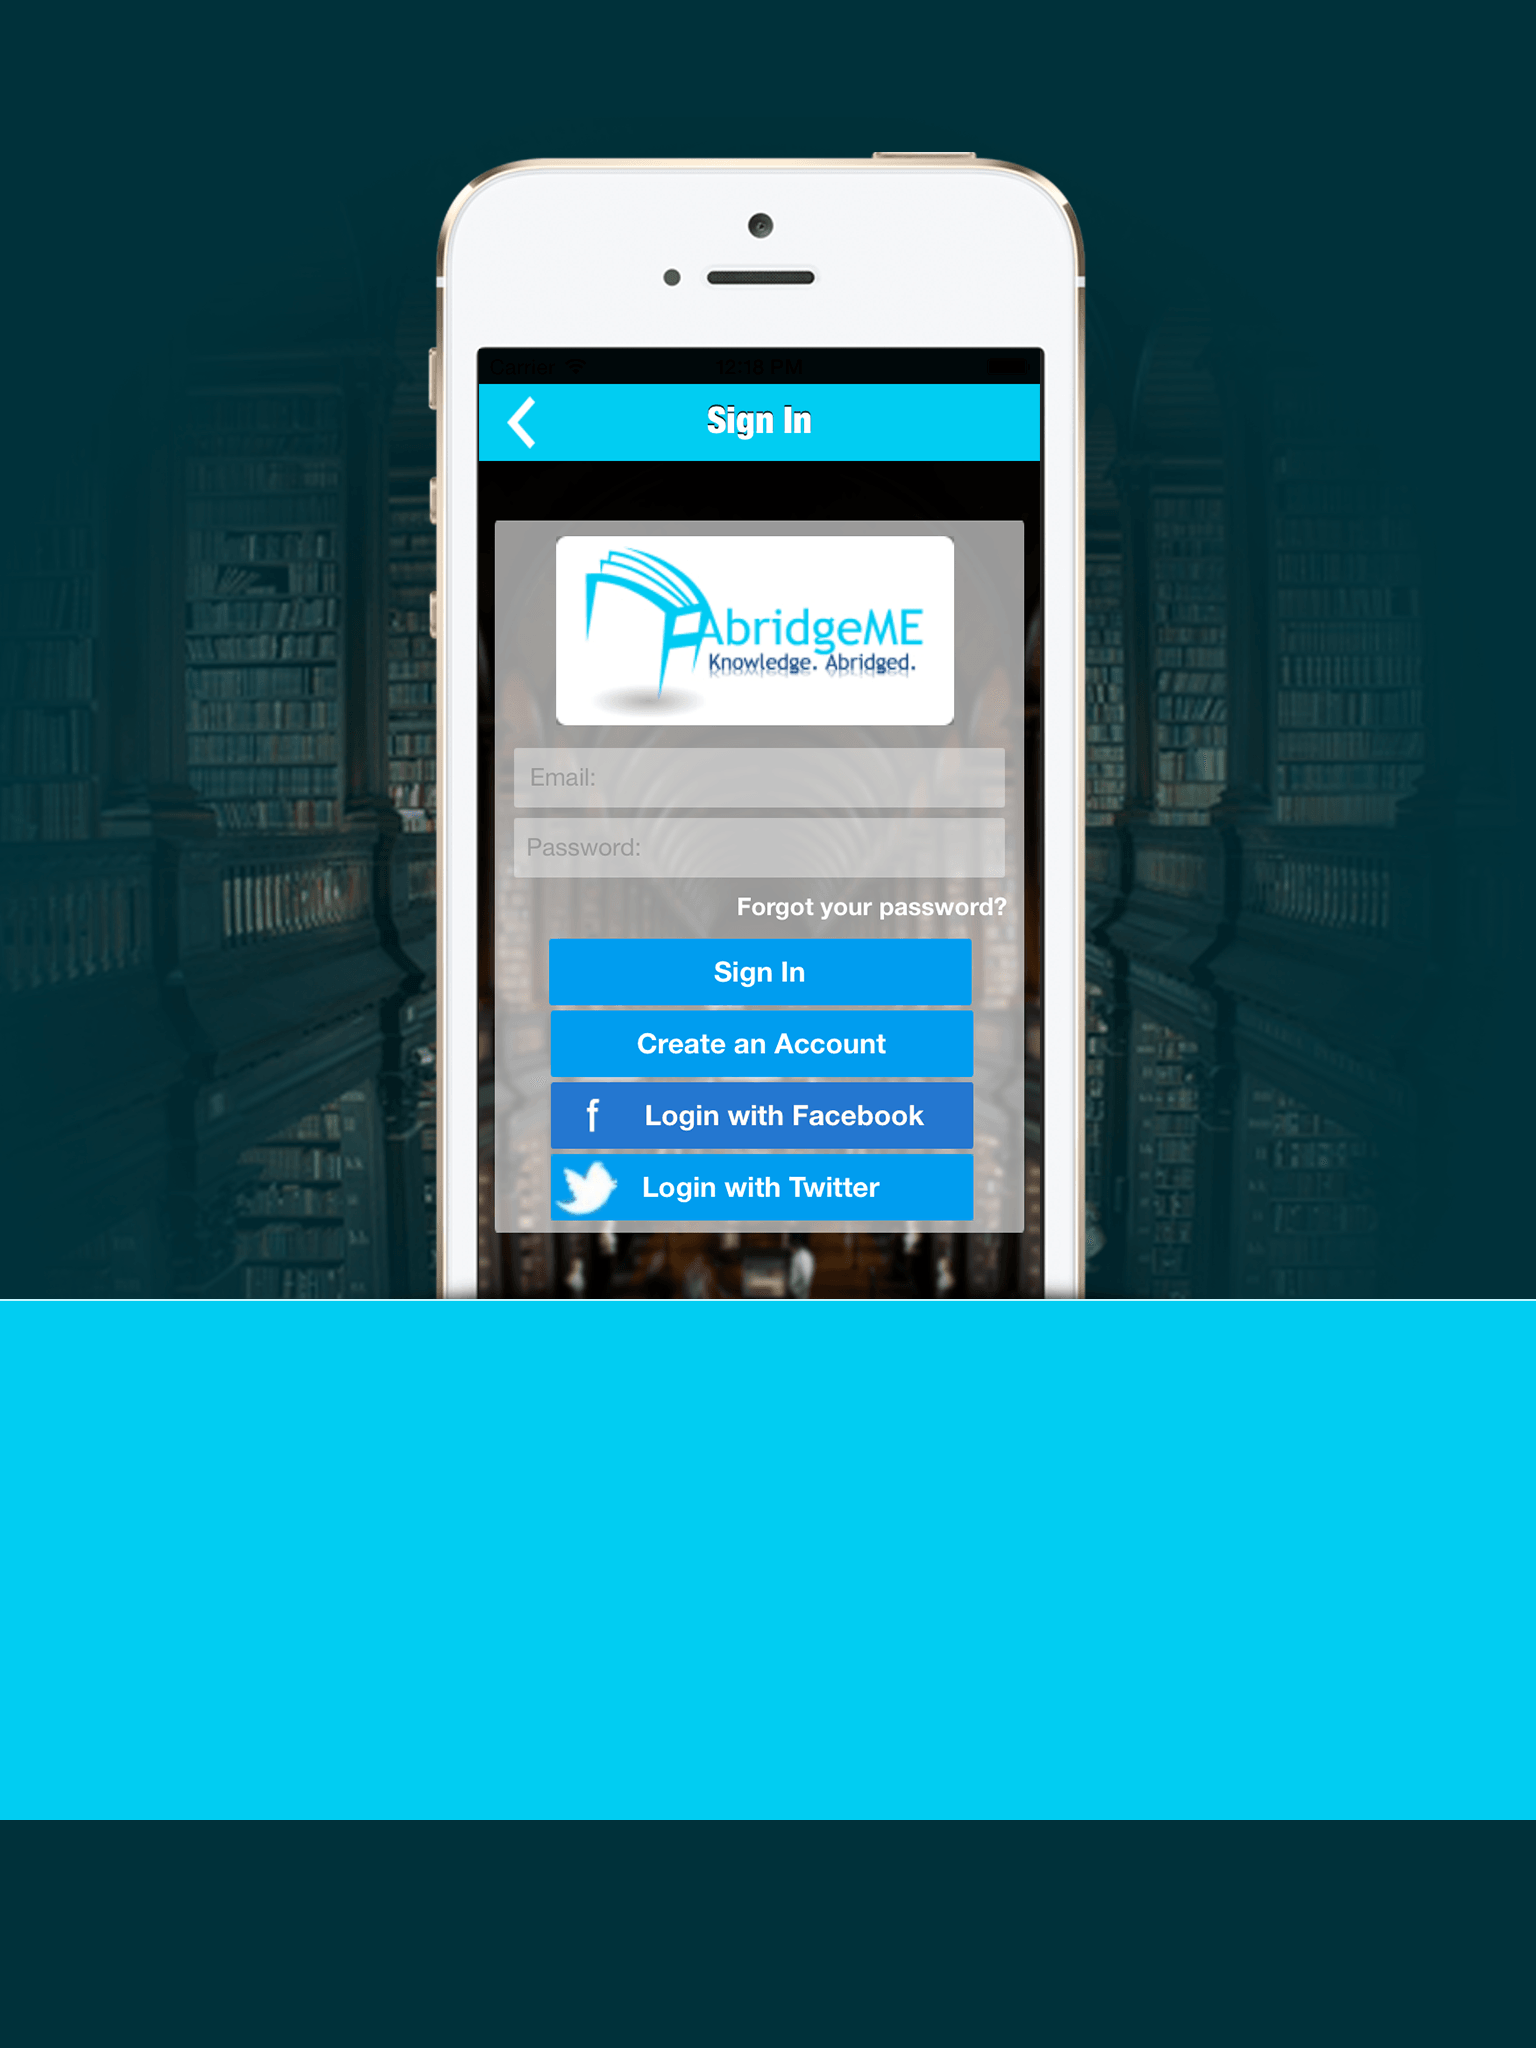 Carrier 12:18 PM
Sign In
AbridgeME
Knowledge. Abridged.
Email:
Password:
Forgot your password?
Sign In
Create an Account
f Login with Facebook
Login with Twitter